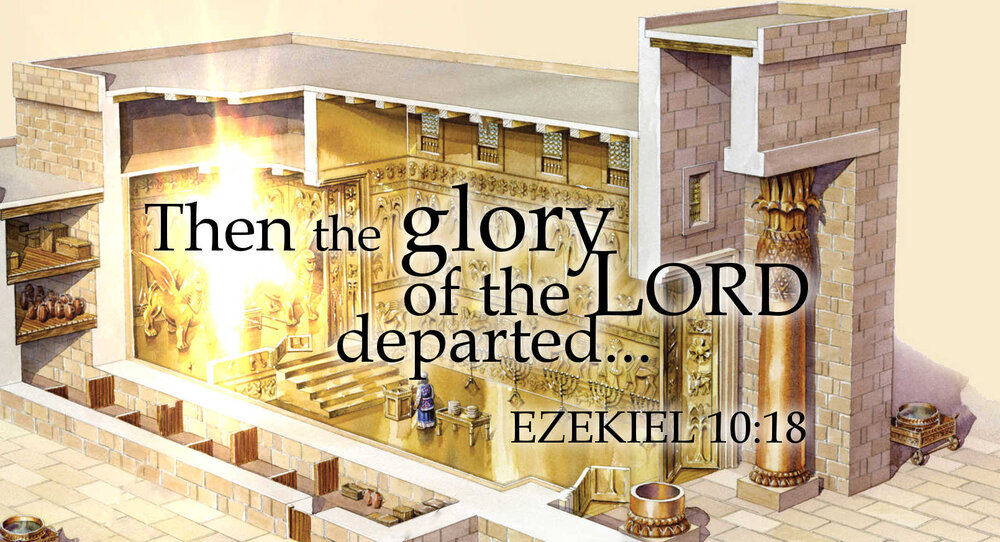 Then the glory
of the LORD
departed...
EZEKIEL 10:18